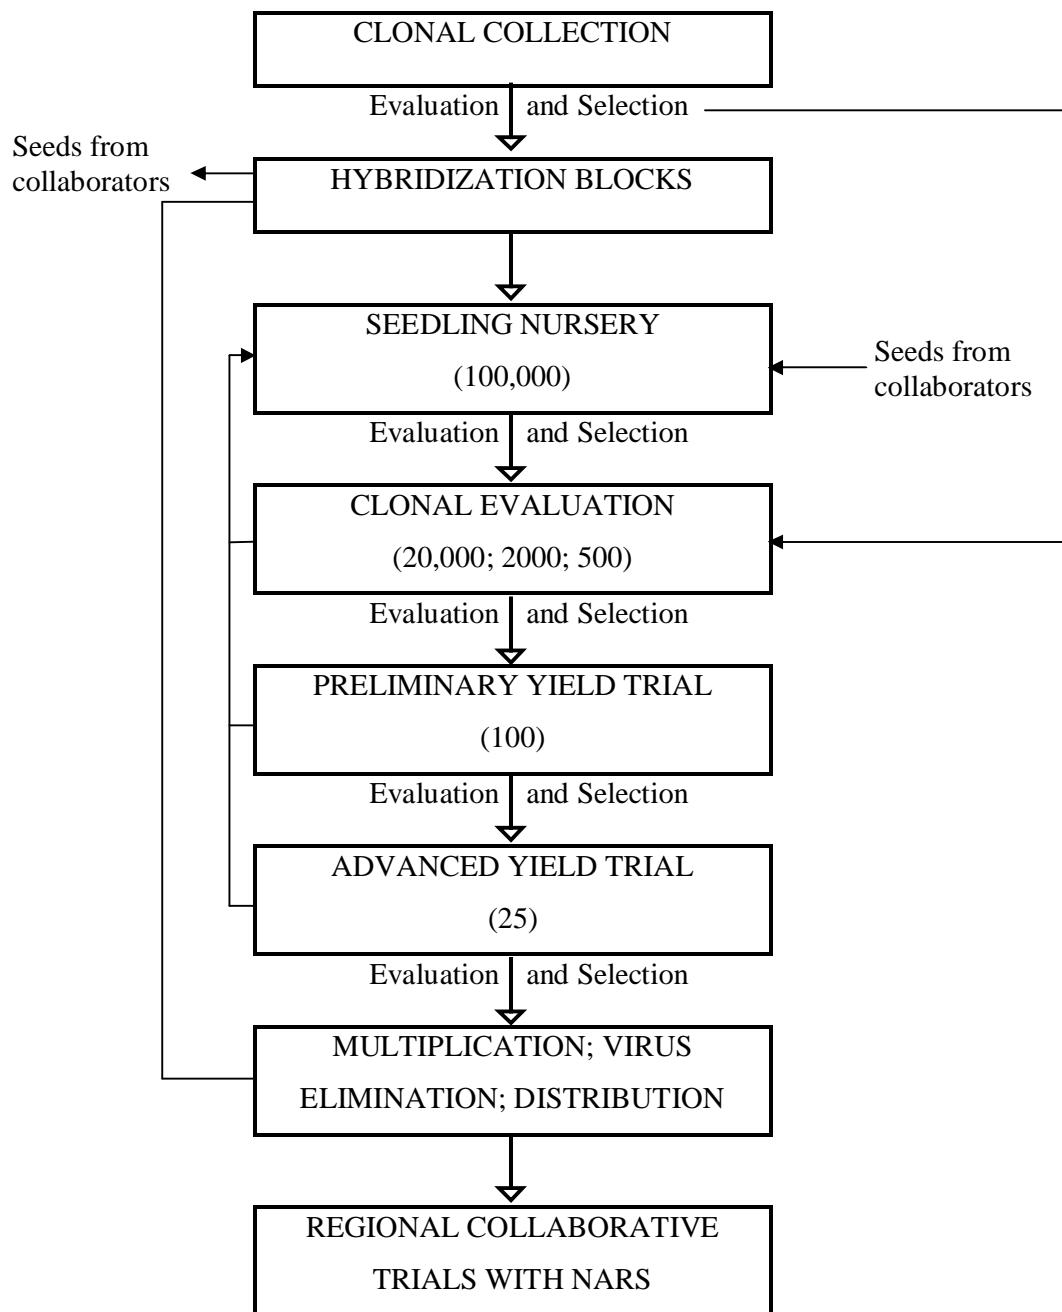 CLONAL COLLECTION
Evaluation and Selection
Seeds from
collaborators
HYBRIDIZATION BLOCKS
SEEDLING NURSERY
(100,000)
Seeds from
collaborators
Evaluation and Selection
CLONAL EVALUATION
(20,000; 2000; 500)
Evaluation and Selection
PRELIMINARY YIELD TRIAL
(100)
Evaluation and Selection
ADVANCED YIELD TRIAL
(25)
Evaluation and Selection
MULTIPLICATION; VIRUS
ELIMINATION; DISTRIBUTION
REGIONAL COLLABORATIVE
TRIALS WITH NARS